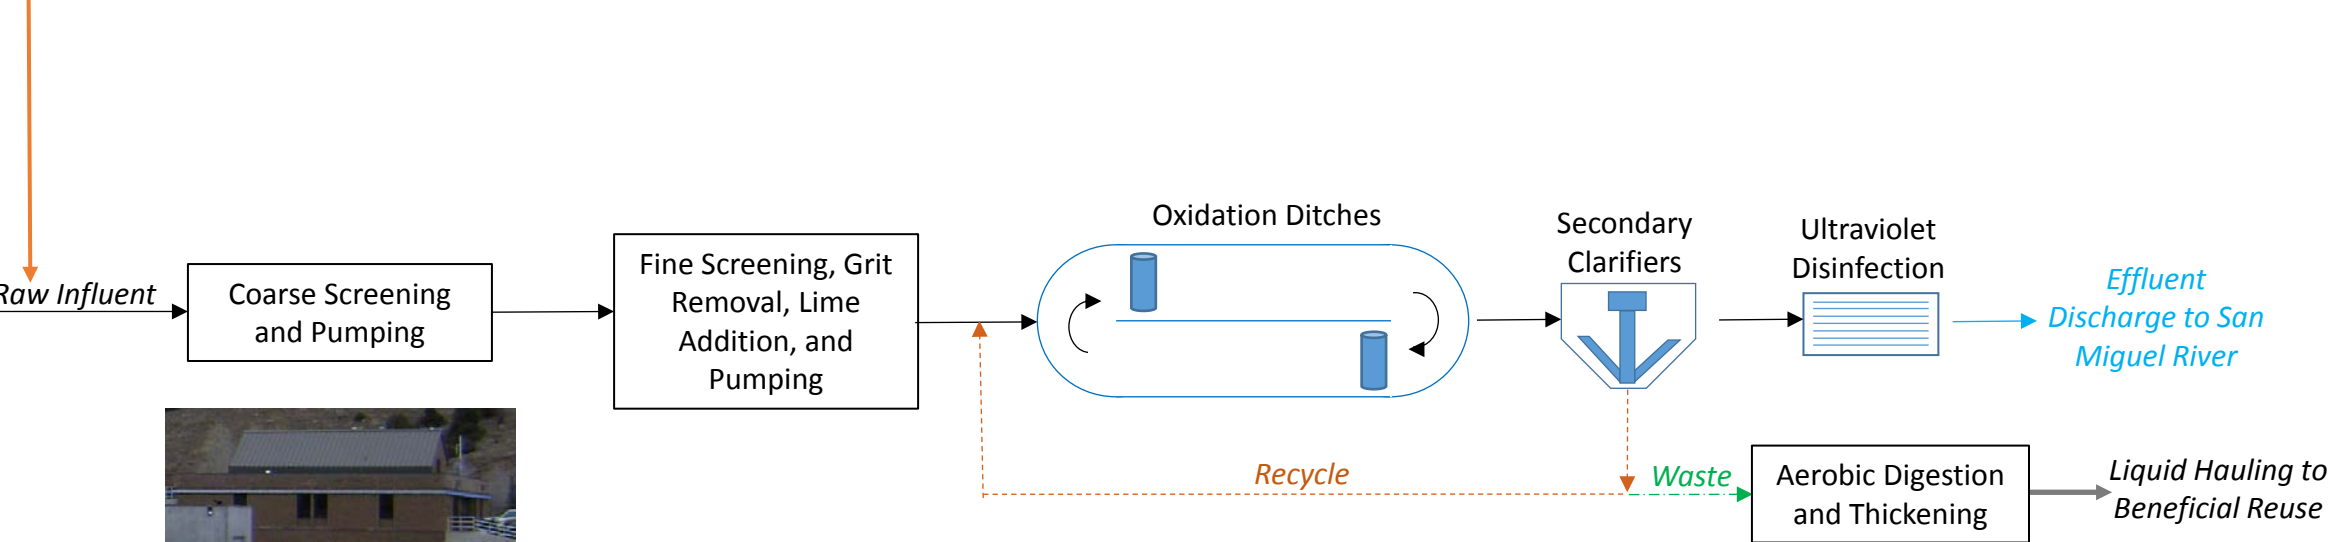 Raw Influent
Coarse Screening
and Pumping
Fine Screening, Grit
Removal, Lime
Addition, and
Pumping
Oxidation Ditches
Secondary
Clarifiers
Ultraviolet
Disinfection
Effluent
Discharge to San
Miguel River
Recycle
Waste
Aerobic Digestion
and Thickening
Liquid Hauling to
Beneficial Reuse